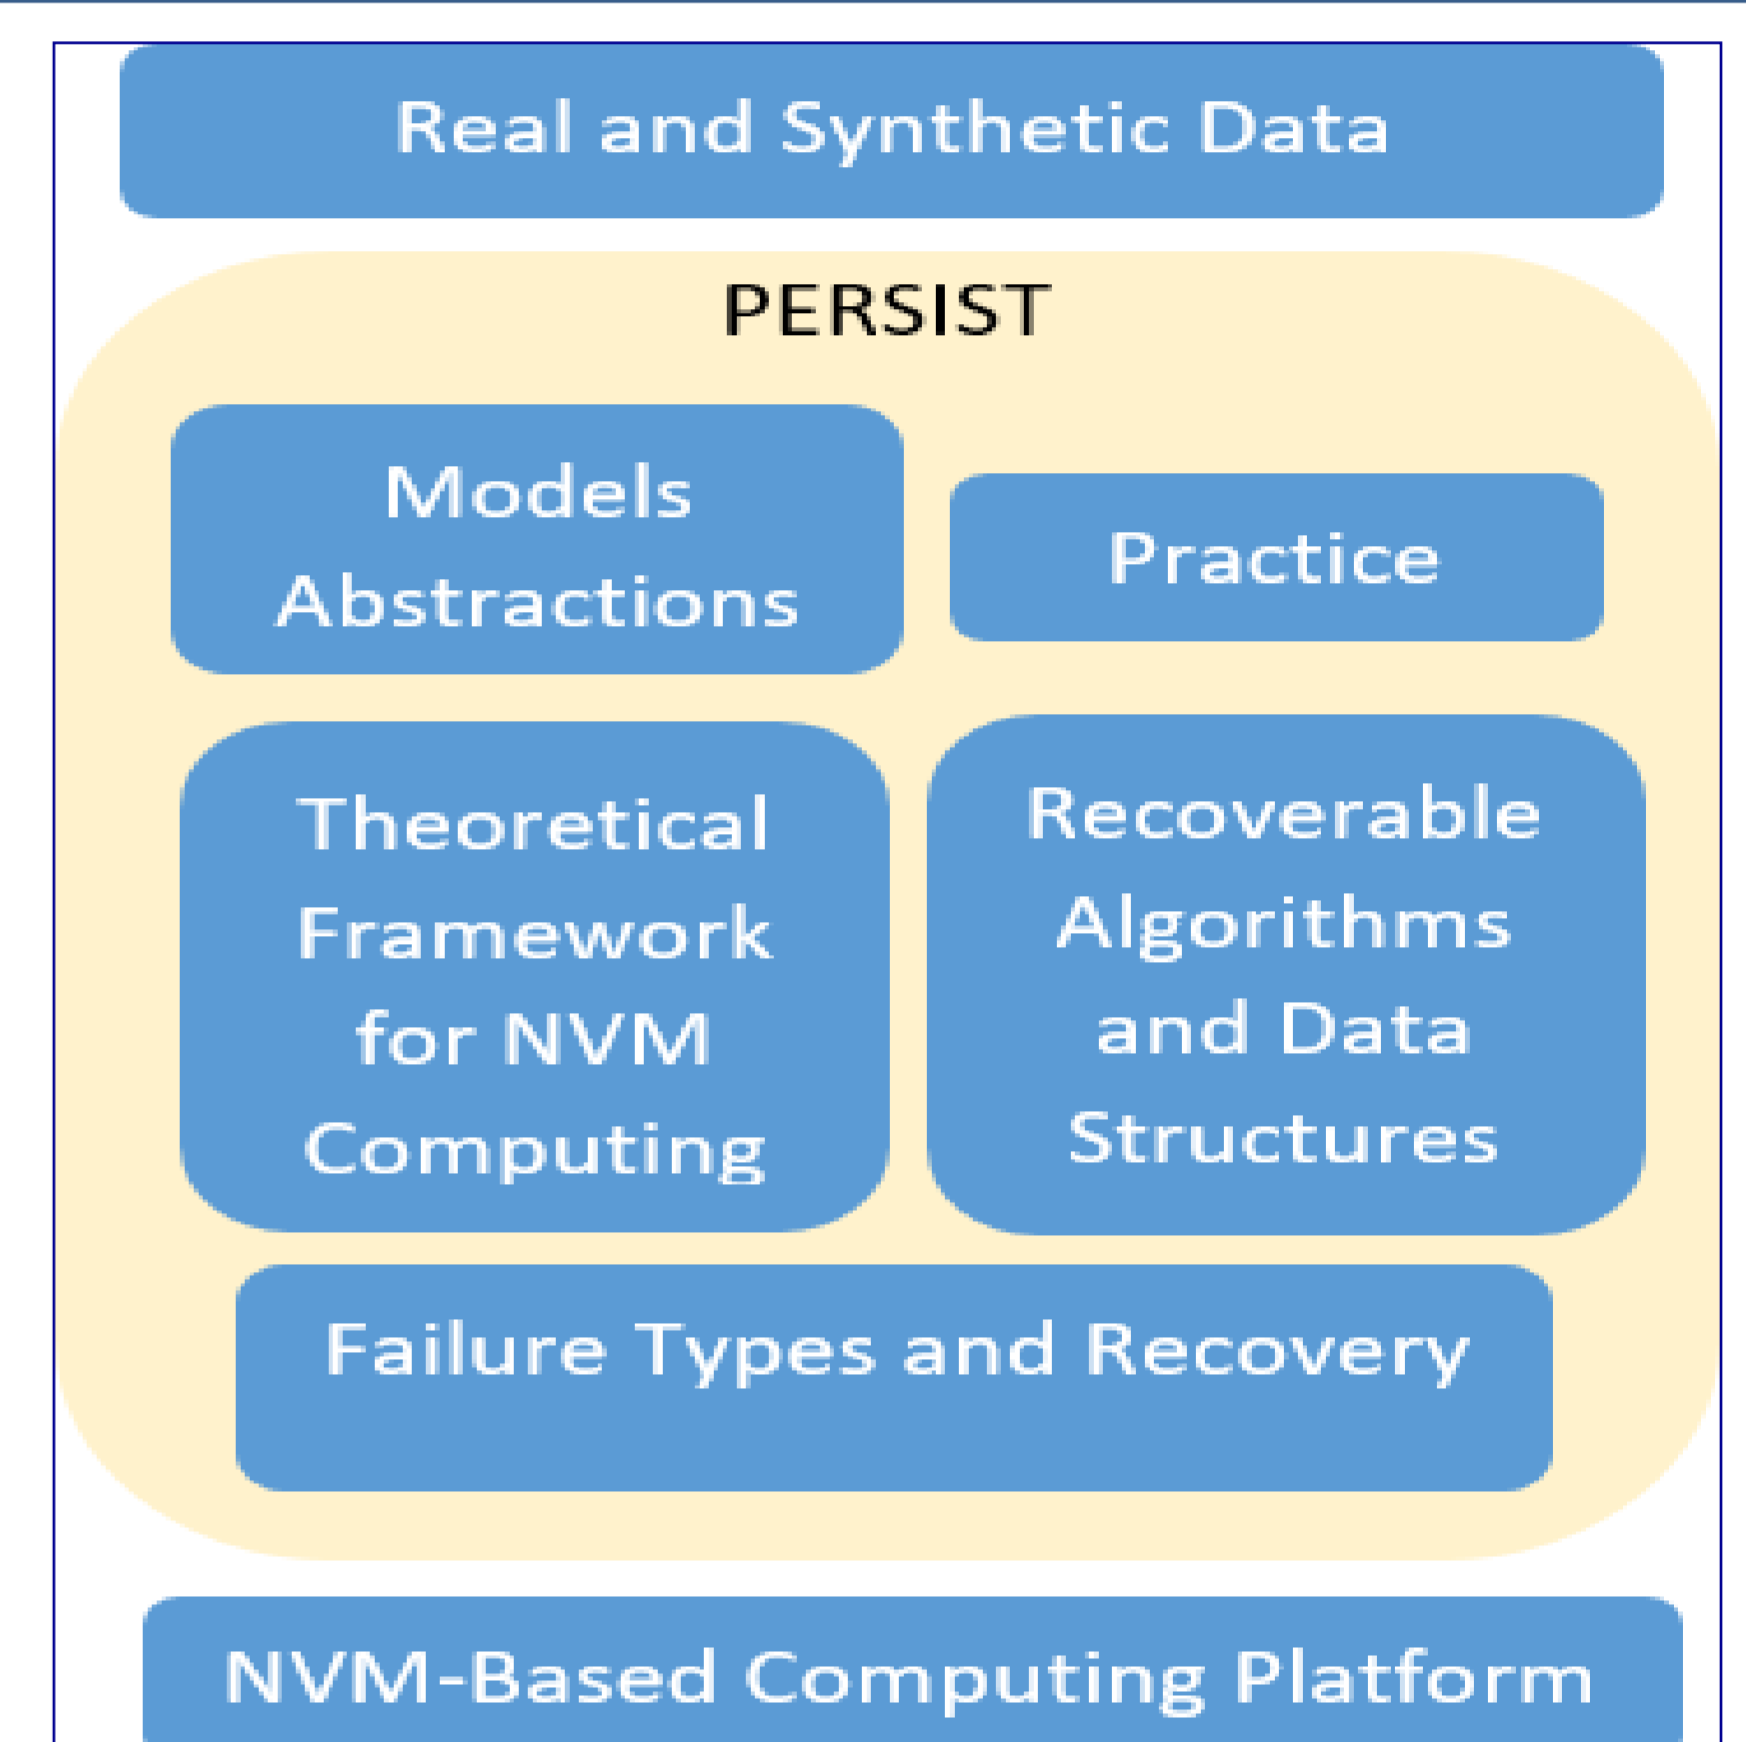 Real and Synthetic Data
PERSIST
Models
Abstractions
Practice
Theoretical
Framework
for NVM
Computing
Recoverable
Algorithms
and Data
Structures
Failure Types and Recovery
NVM-Based Computing Platform